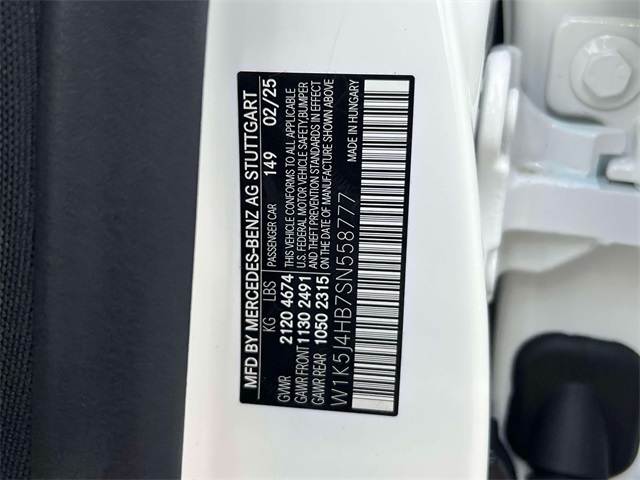 MFD BY MERCEDES-BENZ AG STUTTGART
KG LBS PASSENGER CAR 149 02/25
GVWR 2120 4674 THIS VEHICLE CONFORMS TO ALL APPLICABLE
GAWR FRONT 1130 2491 U.S. FEDERAL MOTOR VEHICLE SAFETY,BUMPER
GAWR REAR 1050 2315 AND THEFT PREVENTION STANDARDS IN EFFECT
ON THE DATE OF MANUFACTURE SHOWN ABOVE
W1K5J4HB7SN558777 MADE IN HUNGARY